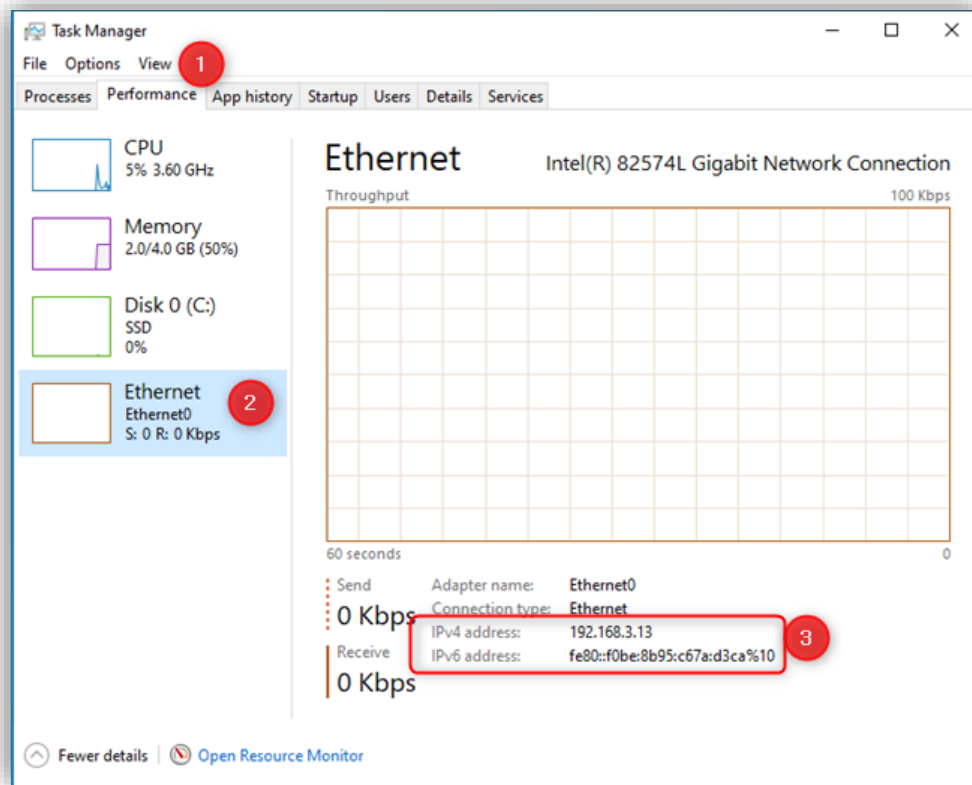 Task Manager
File Options View 1
Processes Performance App history Startup Users Details Services
CPU
5% 3.60 GHz
Memory
2.0/4.0 GB (50%)
Disk 0 (C:)
SSD
0%
Ethernet
Ethernet0
S: 0 R: 0 Kbps
2
Ethernet Intel(R) 82574L Gigabit Network Connection
Throughput 100 Kbps
60 seconds 0
Send
0 Kbps
Receive
0 Kbps
Adapter name: Ethernet0
Connection type: Ethernet
IPv4 address: 192.168.3.13
IPv6 address: fe80::f0be:8b95:c67a:d3ca%10
3
Fewer details Open Resource Monitor